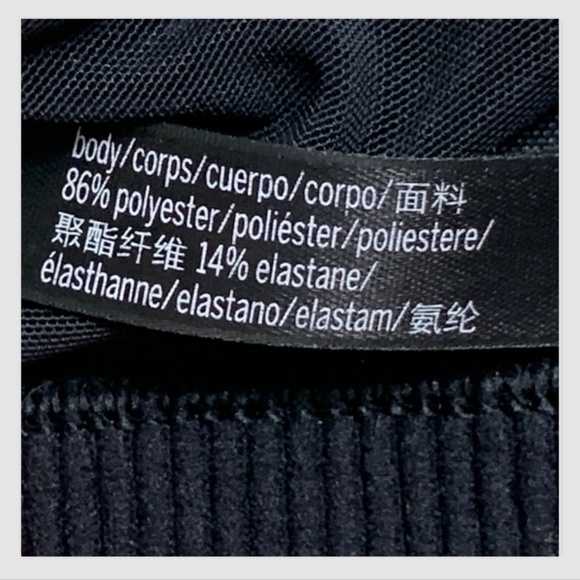 body/corps/cuerpo/corpo/面料
86% polyester/poliéster/poliestere/
聚酯纤维 14% elastane/
élasthanne/elastano/elastam/氨纶